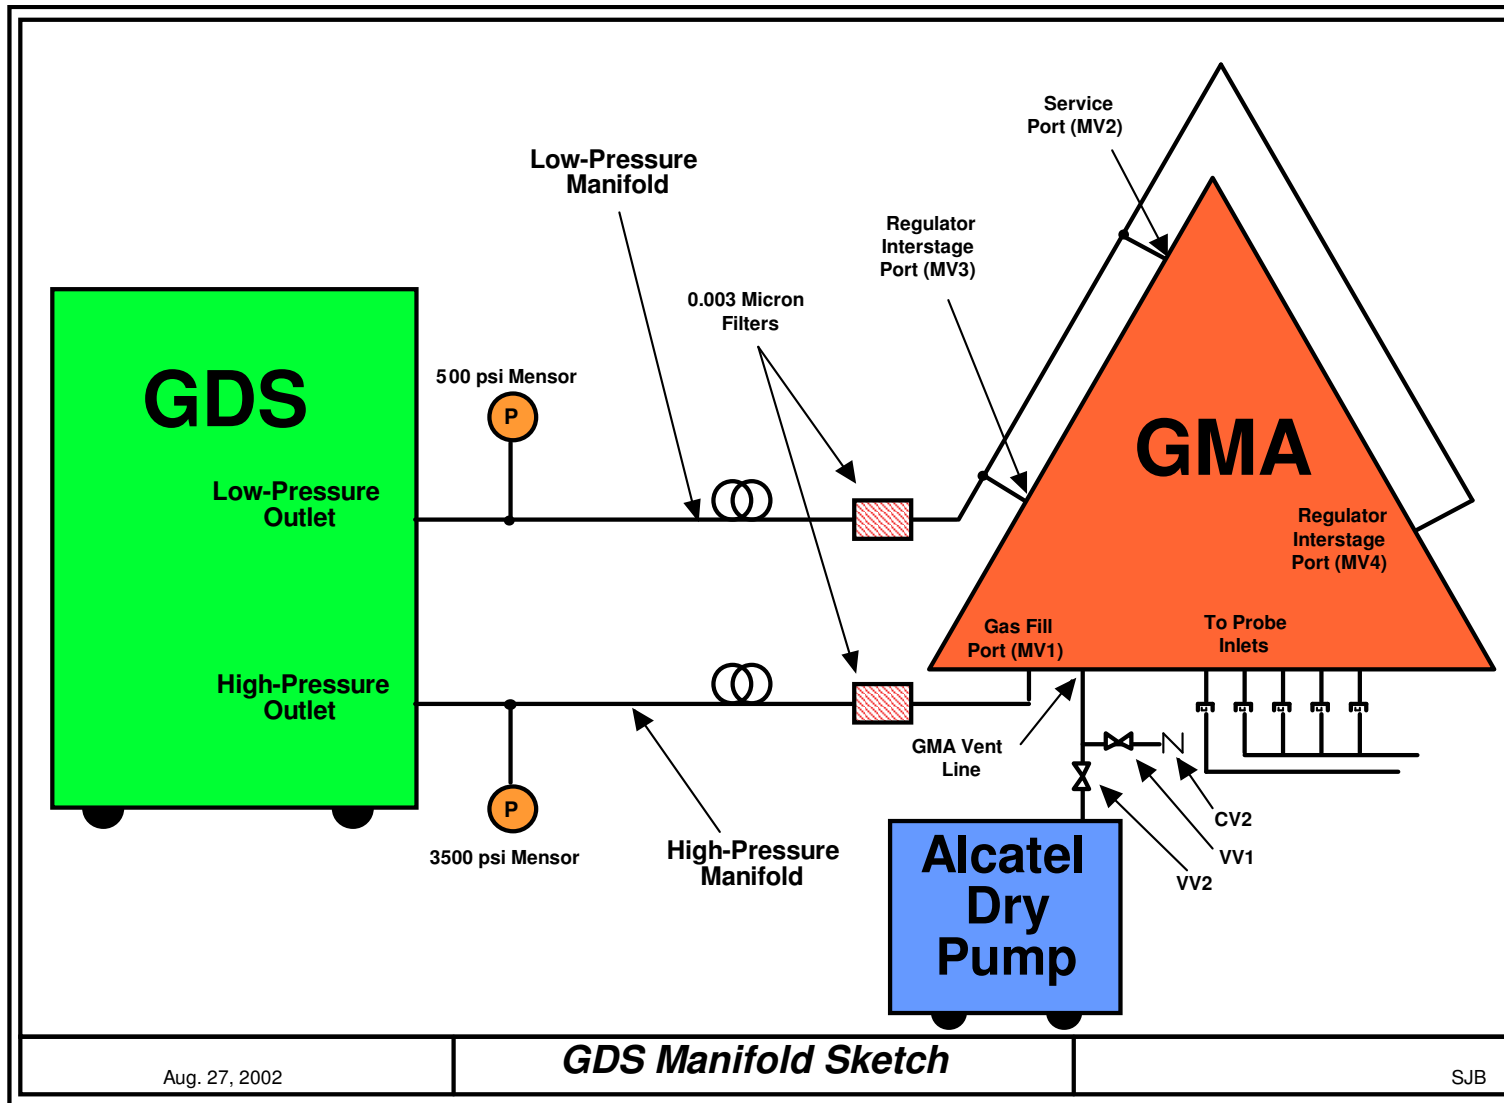 Service
Port (MV2)
Low-Pressure
Manifold
Regulator
Interstage
Port (MV3)
0.003 Micron
Filters
GDS
500 psi Mensor
P
GMA
Low-Pressure
Outlet
Regulator
Interstage
Port (MV4)
Gas Fill
Port (MV1)
To Probe
Inlets
High-Pressure
Outlet
GMA Vent
Line
P
3500 psi Mensor
High-Pressure
Manifold
CV2
VV1
VV2
Alcatel
Dry
Pump
GDS Manifold Sketch
Aug. 27, 2002
SJB